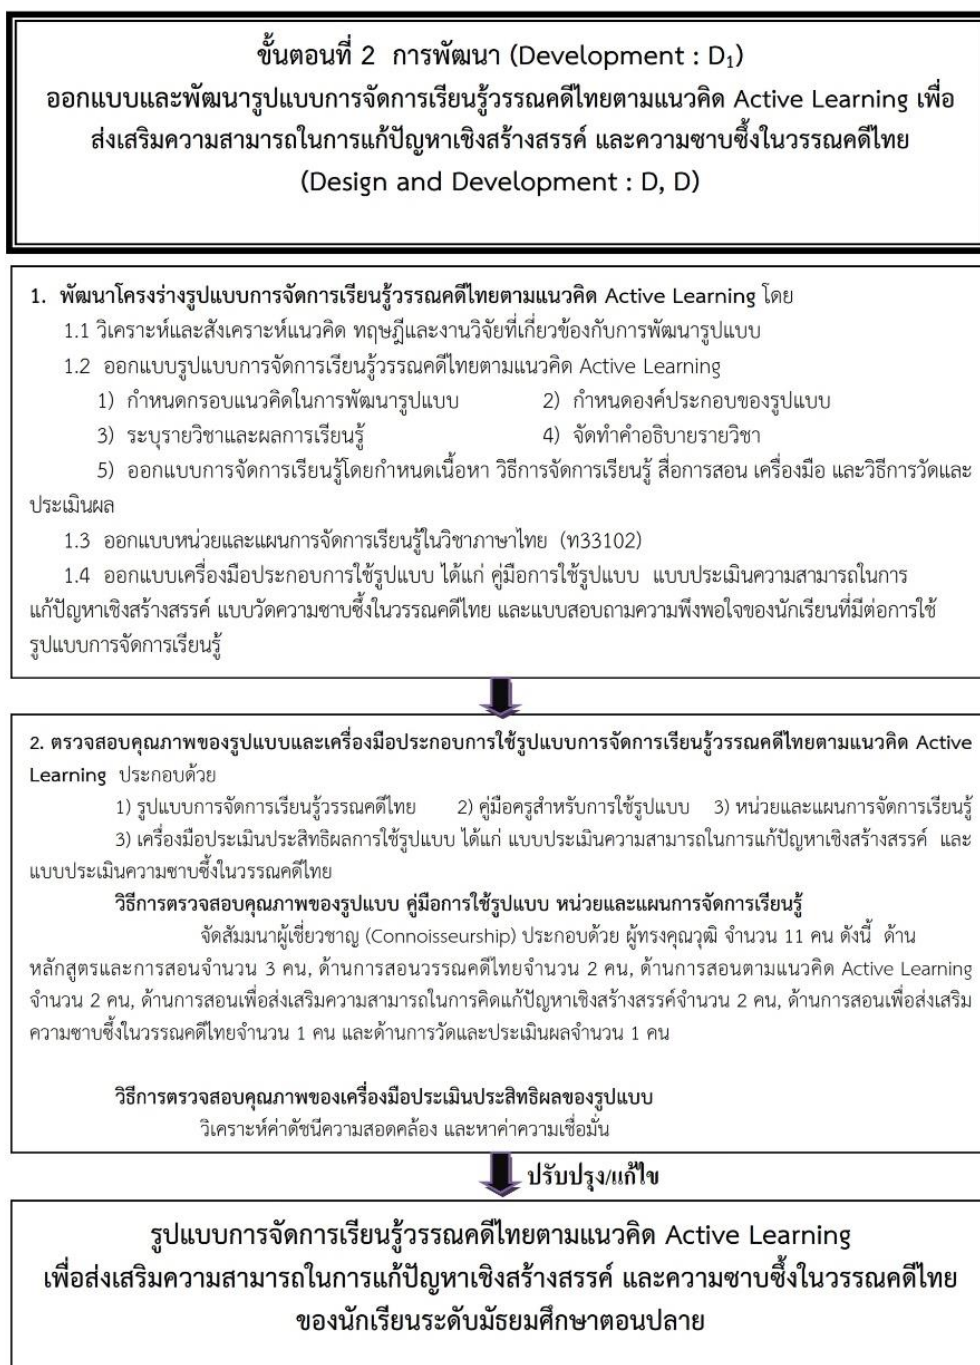 ขั้นตอนที่ 2 การพัฒนา (Development : D₁)
ออกแบบและพัฒนารูปแบบการจัดการเรียนรู้วรรณคดีไทยตามแนวคิด Active Learning เพื่อ
ส่งเสริมความสามารถในการแก้ปัญหาเชิงสร้างสรรค์ และความซาบซึ้งในวรรณคดีไทย
(Design and Development : D, D)
1. พัฒนาโครงร่างรูปแบบการจัดการเรียนรู้วรรณคดีไทยตามแนวคิด Active Learning โดย
1.1 วิเคราะห์และสังเคราะห์แนวคิด ทฤษฎีและงานวิจัยที่เกี่ยวข้องกับการพัฒนารูปแบบ
1.2 ออกแบบรูปแบบการจัดการเรียนรู้วรรณคดีไทยตามแนวคิด Active Learning
1) กำหนดกรอบแนวคิดในการพัฒนารูปแบบ 2) กำหนดองค์ประกอบของรูปแบบ
3) ระบุรายวิชาและผลการเรียนรู้ 4) จัดทำคำอธิบายรายวิชา
5) ออกแบบการจัดการเรียนรู้โดยกำหนดเนื้อหา วิธีการจัดการเรียนรู้ สื่อการสอน เครื่องมือ และวิธีการวัดและ
ประเมินผล
1.3 ออกแบบหน่วยและแผนการจัดการเรียนรู้ในวิชาภาษาไทย (ท33102)
1.4 ออกแบบเครื่องมือประกอบการใช้รูปแบบ ได้แก่ คู่มือการใช้รูปแบบ แบบประเมินความสามารถในการ
แก้ปัญหาเชิงสร้างสรรค์ แบบวัดความซาบซึ้งในวรรณคดีไทย และแบบสอบถามความพึงพอใจของนักเรียนที่มีต่อการใช้
รูปแบบการจัดการเรียนรู้
2. ตรวจสอบคุณภาพของรูปแบบและเครื่องมือประกอบการใช้รูปแบบการจัดการเรียนรู้วรรณคดีไทยตามแนวคิด Active
Learning ประกอบด้วย
1) รูปแบบการจัดการเรียนรู้วรรณคดีไทย 2) คู่มือครูสำหรับการใช้รูปแบบ 3) หน่วยและแผนการจัดการเรียนรู้
3) เครื่องมือประเมินประสิทธิผลการใช้รูปแบบ ได้แก่ แบบประเมินความสามารถในการแก้ปัญหาเชิงสร้างสรรค์ และ
แบบประเมินความซาบซึ้งในวรรณคดีไทย
วิธีการตรวจสอบคุณภาพของรูปแบบ คู่มือการใช้รูปแบบ หน่วยและแผนการจัดการเรียนรู้
จัดสัมมนาผู้เชี่ยวชาญ (Connoisseurship) ประกอบด้วย ผู้ทรงคุณวุฒิ จำนวน 11 คน ดังนี้ ด้าน
หลักสูตรและการสอนจำนวน 3 คน, ด้านการสอนวรรณคดีไทยจำนวน 2 คน, ด้านการสอนตามแนวคิด Active Learning
จำนวน 2 คน, ด้านการสอนเพื่อส่งเสริมความสามารถในการคิดแก้ปัญหาเชิงสร้างสรรค์จำนวน 2 คน, ด้านการสอนเพื่อส่งเสริม
ความซาบซึ้งในวรรณคดีไทยจำนวน 1 คน และด้านการวัดและประเมินผลจำนวน 1 คน
วิธีการตรวจสอบคุณภาพของเครื่องมือประเมินประสิทธิผลของรูปแบบ
วิเคราะห์ค่าดัชนีความสอดคล้อง และหาค่าความเชื่อมั่น
ปรับปรุง/แก้ไข
รูปแบบการจัดการเรียนรู้วรรณคดีไทยตามแนวคิด Active Learning
เพื่อส่งเสริมความสามารถในการแก้ปัญหาเชิงสร้างสรรค์ และความซาบซึ้งในวรรณคดีไทย
ของนักเรียนระดับมัธยมศึกษาตอนปลาย